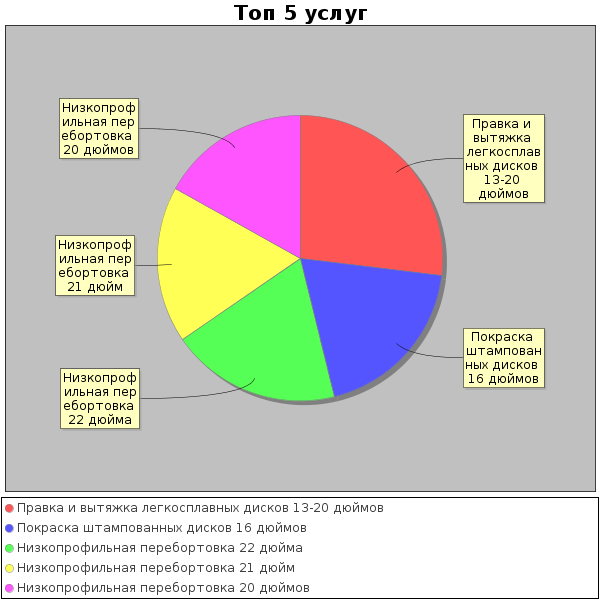 Топ 5 услуг
Низкопроф
ильная пер
ебортовка
20 дюймов
Правка и
вытяжка
легкосплав
ных дисков
13-20
дюймов
Низкопроф
ильная пер
ебортовка
21 дюйм
Покраска
штампован
ных дисков
16 дюймов
Низкопроф
ильная пер
ебортовка
22 дюйма
Правка и вытяжка легкосплавных дисков 13-20 дюймов
Покраска штампованных дисков 16 дюймов
Низкопрофильная перебортовка 22 дюйма
Низкопрофильная перебортовка 21 дюйм
Низкопрофильная перебортовка 20 дюймов